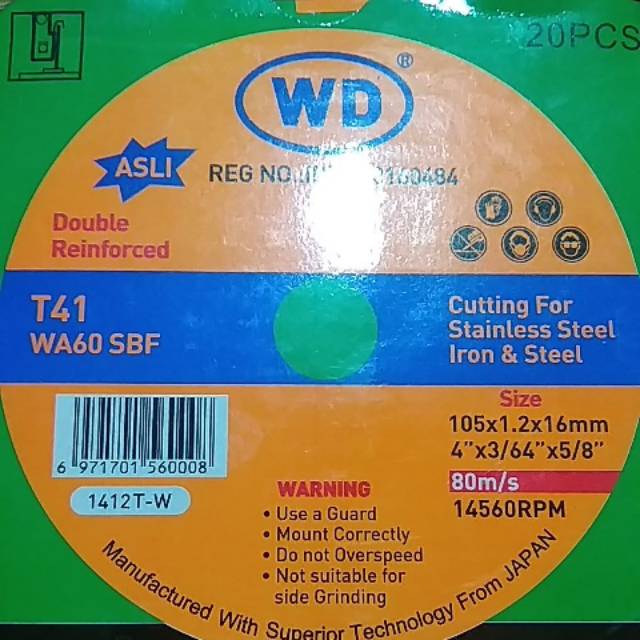 20PCS
WD
®
ASLI
REG NO.
Double
Reinforced
T41
WA60 SBF
Cutting For
Stainless Steel
Iron & Steel
Size
105x1.2x16mm
4”x3/64”x5/8”
80m/s
14560RPM
6 971701 560008
1412T-W
WARNING
• Use a Guard
• Mount Correctly
• Do not Overspeed
• Not suitable for
side Grinding
Manufactured With Superior Technology From JAPAN